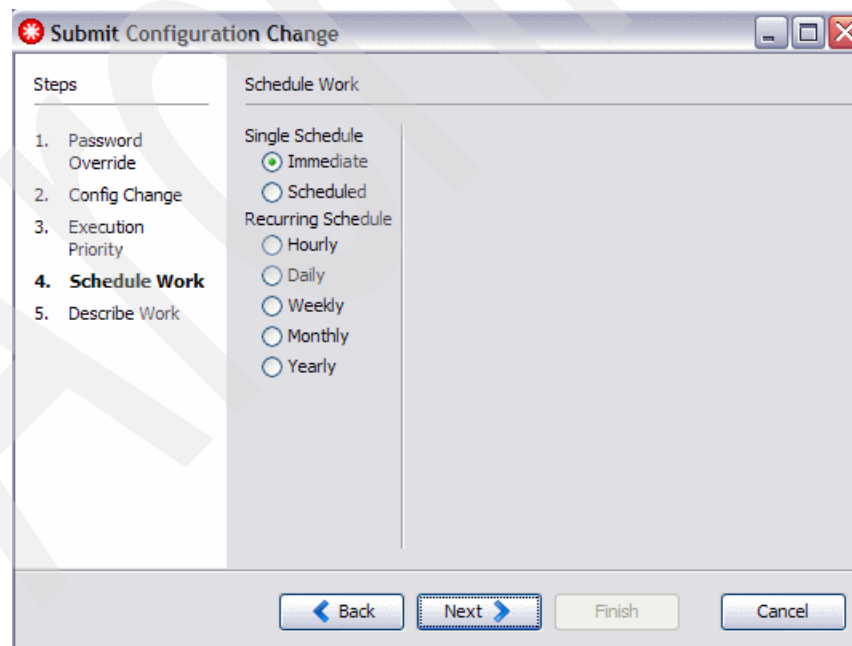 Submit Configuration Change
Steps
1. Password
Override
2. Config Change
3. Execution
Priority
4. Schedule Work
5. Describe Work
Schedule Work
Single Schedule
Immediate
Scheduled
Recurring Schedule
Hourly
Daily
Weekly
Monthly
Yearly
Back
Next
Finish
Cancel